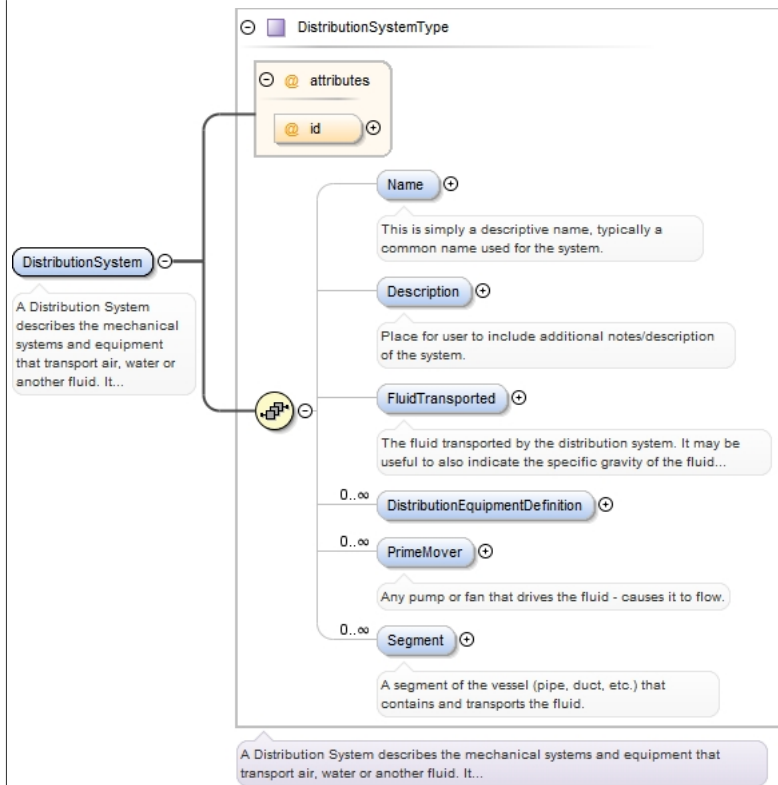 DistributionSystemType
@ attributes
@ id
Name
This is simply a descriptive name, typically a
common name used for the system.
DistributionSystem
A Distribution System
describes the mechanical
systems and equipment
that transport air, water or
another fluid. It...
Description
Place for user to include additional notes/description
of the system.
FluidTransported
The fluid transported by the distribution system. It may be
useful to also indicate the specific gravity of the fluid...
0..∞
DistributionEquipmentDefinition
0..∞
PrimeMover
Any pump or fan that drives the fluid - causes it to flow.
0..∞
Segment
A segment of the vessel (pipe, duct, etc.) that
contains and transports the fluid.
A Distribution System describes the mechanical systems and equipment that
transport air, water or another fluid. It...